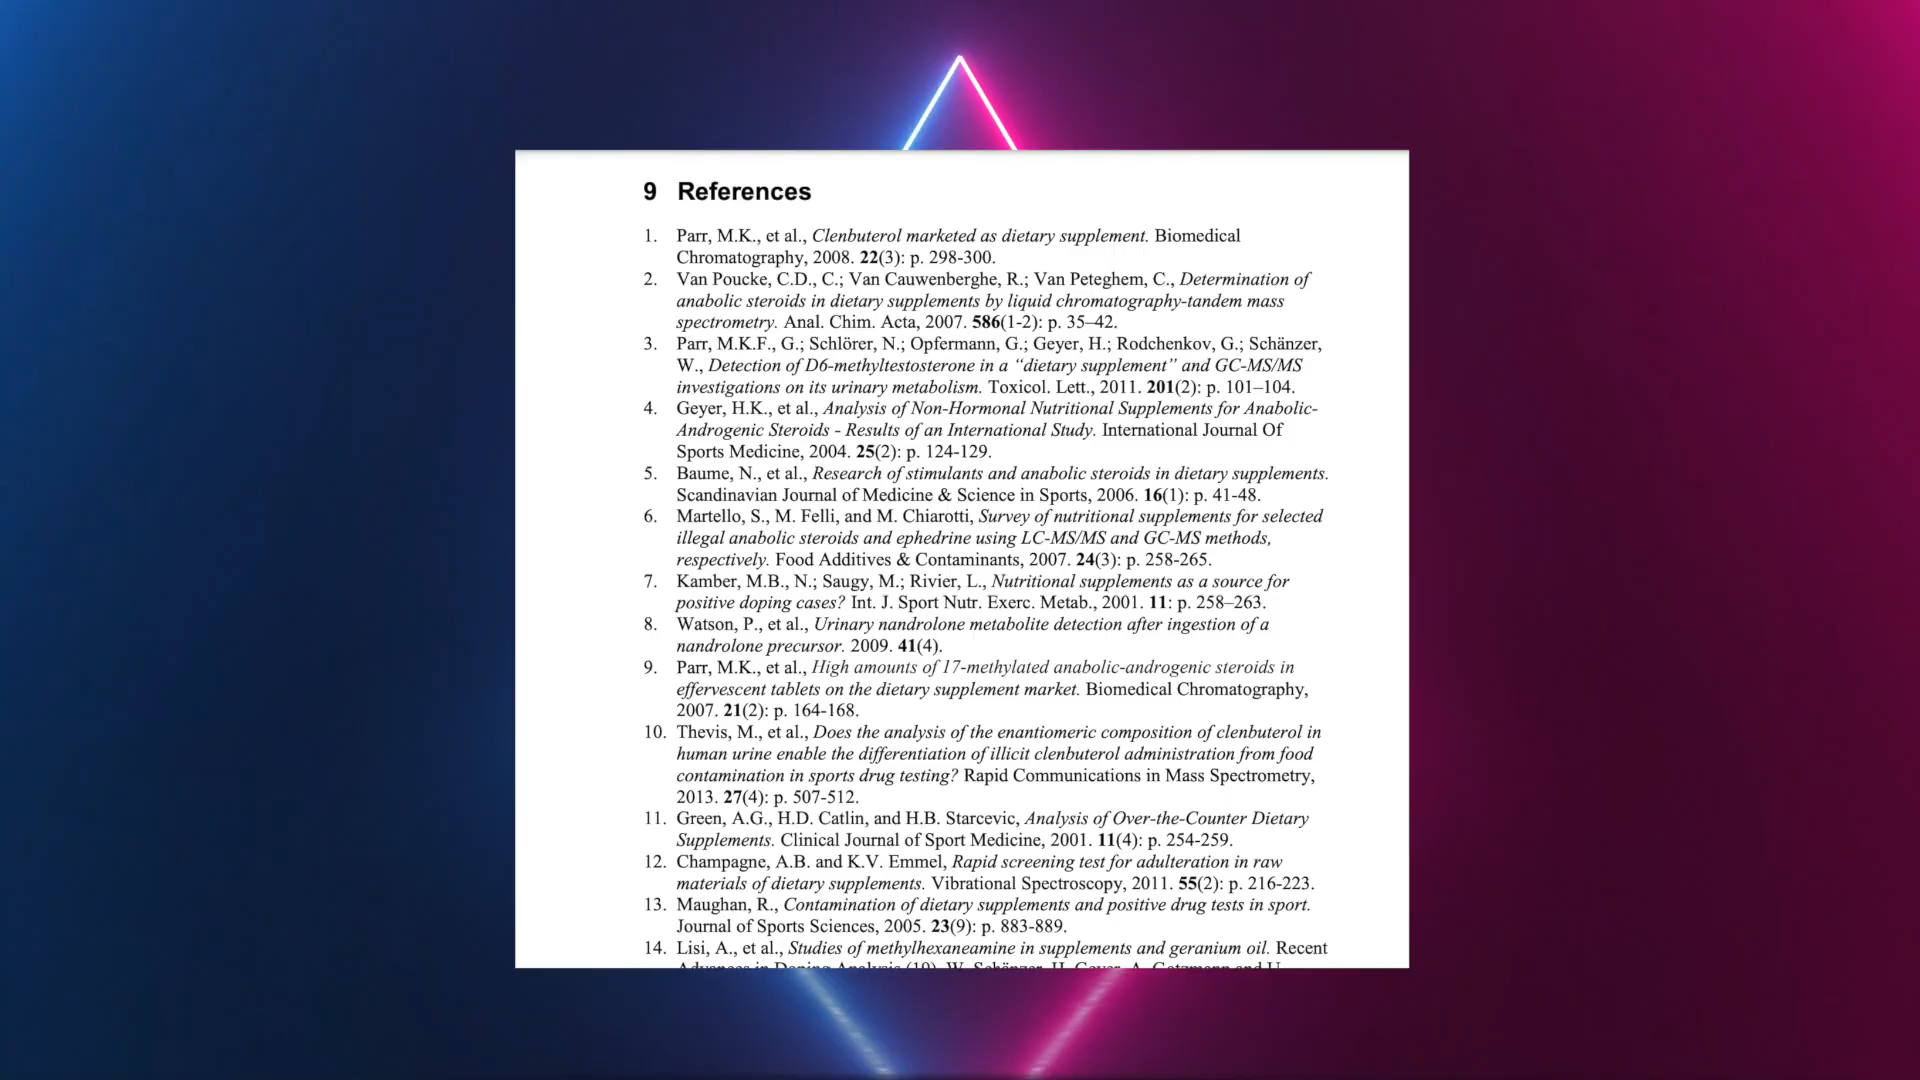 9 References
1. Parr, M.K., et al., Clenbuterol marketed as dietary supplement. Biomedical
Chromatography, 2008. 22(3): p. 298-300.
2. Van Poucke, C.D., C.; Van Cauwenberghe, R.; Van Peteghem, C., Determination of
anabolic steroids in dietary supplements by liquid chromatography-tandem mass
spectrometry. Anal. Chim. Acta, 2007. 586(1-2): p. 35–42.
3. Parr, M.K.F., G.; Schlörer, N.; Opfermann, G.; Geyer, H.; Rodchenkov, G.; Schänzer,
W., Detection of D6-methyltestosterone in a “dietary supplement” and GC-MS/MS
investigations on its urinary metabolism. Toxicol. Lett., 2011. 201(2): p. 101–104.
4. Geyer, H.K., et al., Analysis of Non-Hormonal Nutritional Supplements for Anabolic-
Androgenic Steroids - Results of an International Study. International Journal Of
Sports Medicine, 2004. 25(2): p. 124-129.
5. Baume, N., et al., Research of stimulants and anabolic steroids in dietary supplements.
Scandinavian Journal of Medicine & Science in Sports, 2006. 16(1): p. 41-48.
6. Martello, S., M. Felli, and M. Chiarotti, Survey of nutritional supplements for selected
illegal anabolic steroids and ephedrine using LC-MS/MS and GC-MS methods,
respectively. Food Additives & Contaminants, 2007. 24(3): p. 258-265.
7. Kamber, M.B., N.; Saugy, M.; Rivier, L., Nutritional supplements as a source for
positive doping cases? Int. J. Sport Nutr. Exerc. Metab., 2001. 11: p. 258–263.
8. Watson, P., et al., Urinary nandrolone metabolite detection after ingestion of a
nandrolone precursor. 2009. 41(4).
9. Parr, M.K., et al., High amounts of 17-methylated anabolic-androgenic steroids in
effervescent tablets on the dietary supplement market. Biomedical Chromatography,
2007. 21(2): p. 164-168.
10. Thevis, M., et al., Does the analysis of the enantiomeric composition of clenbuterol in
human urine enable the differentiation of illicit clenbuterol administration from food
contamination in sports drug testing? Rapid Communications in Mass Spectrometry,
2013. 27(4): p. 507-512.
11. Green, A.G., H.D. Catlin, and H.B. Starcevic, Analysis of Over-the-Counter Dietary
Supplements. Clinical Journal of Sport Medicine, 2001. 11(4): p. 254-259.
12. Champagne, A.B. and K.V. Emmel, Rapid screening test for adulteration in raw
materials of dietary supplements. Vibrational Spectroscopy, 2011. 55(2): p. 216-223.
13. Maughan, R., Contamination of dietary supplements and positive drug tests in sport.
Journal of Sports Sciences, 2005. 23(9): p. 883-889.
14. Lisi, A., et al., Studies of methylhexaneamine in supplements and geranium oil. Recent